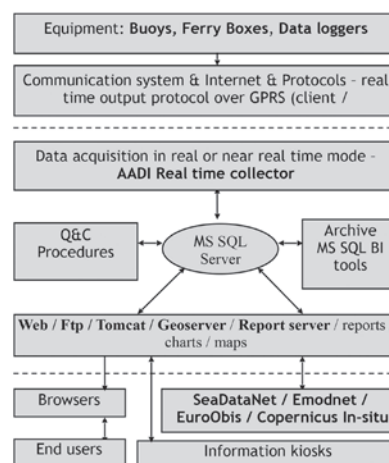 Equipment: Buoys, Ferry Boxes, Data loggers
Communication system & Internet & Protocols – real
time output protocol over GPRS (client /
Data acquisition in real or near real time mode –
AADI Real time collector
Q&C
Procedures
MS SQL
Server
Archive
MS SQL BI
tools
Web / Ftp / Tomcat / Geoserver / Report server / reports
charts / maps
Browsers
SeaDataNet / Emodnet /
EuroObis / Copernicus In-situ
End users
Information kiosks